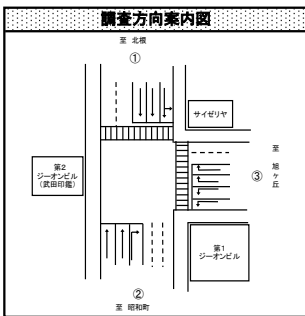 調査方向案内図
至 北根
①
サイゼリヤ
至
旭
ヶ
丘
③
第2
ジーオンビル
(武田印鑑)
第1
ジーオンビル
②
至 昭和町